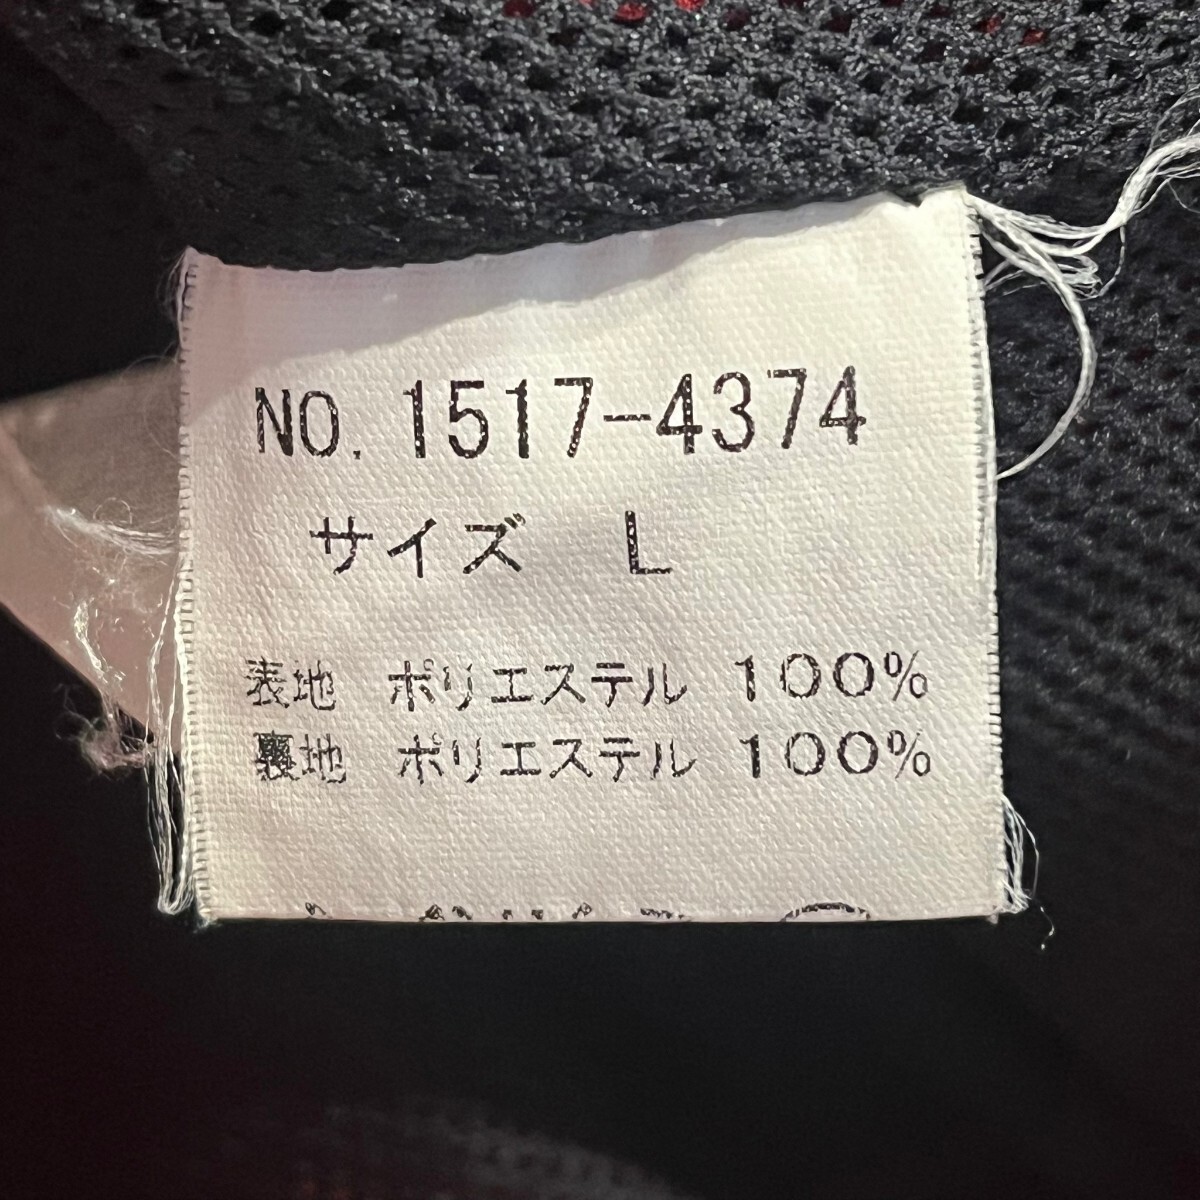 NO. 1517-4374
サイズ L
表地 ポリエステル 100%
裏地 ポリエステル 100%